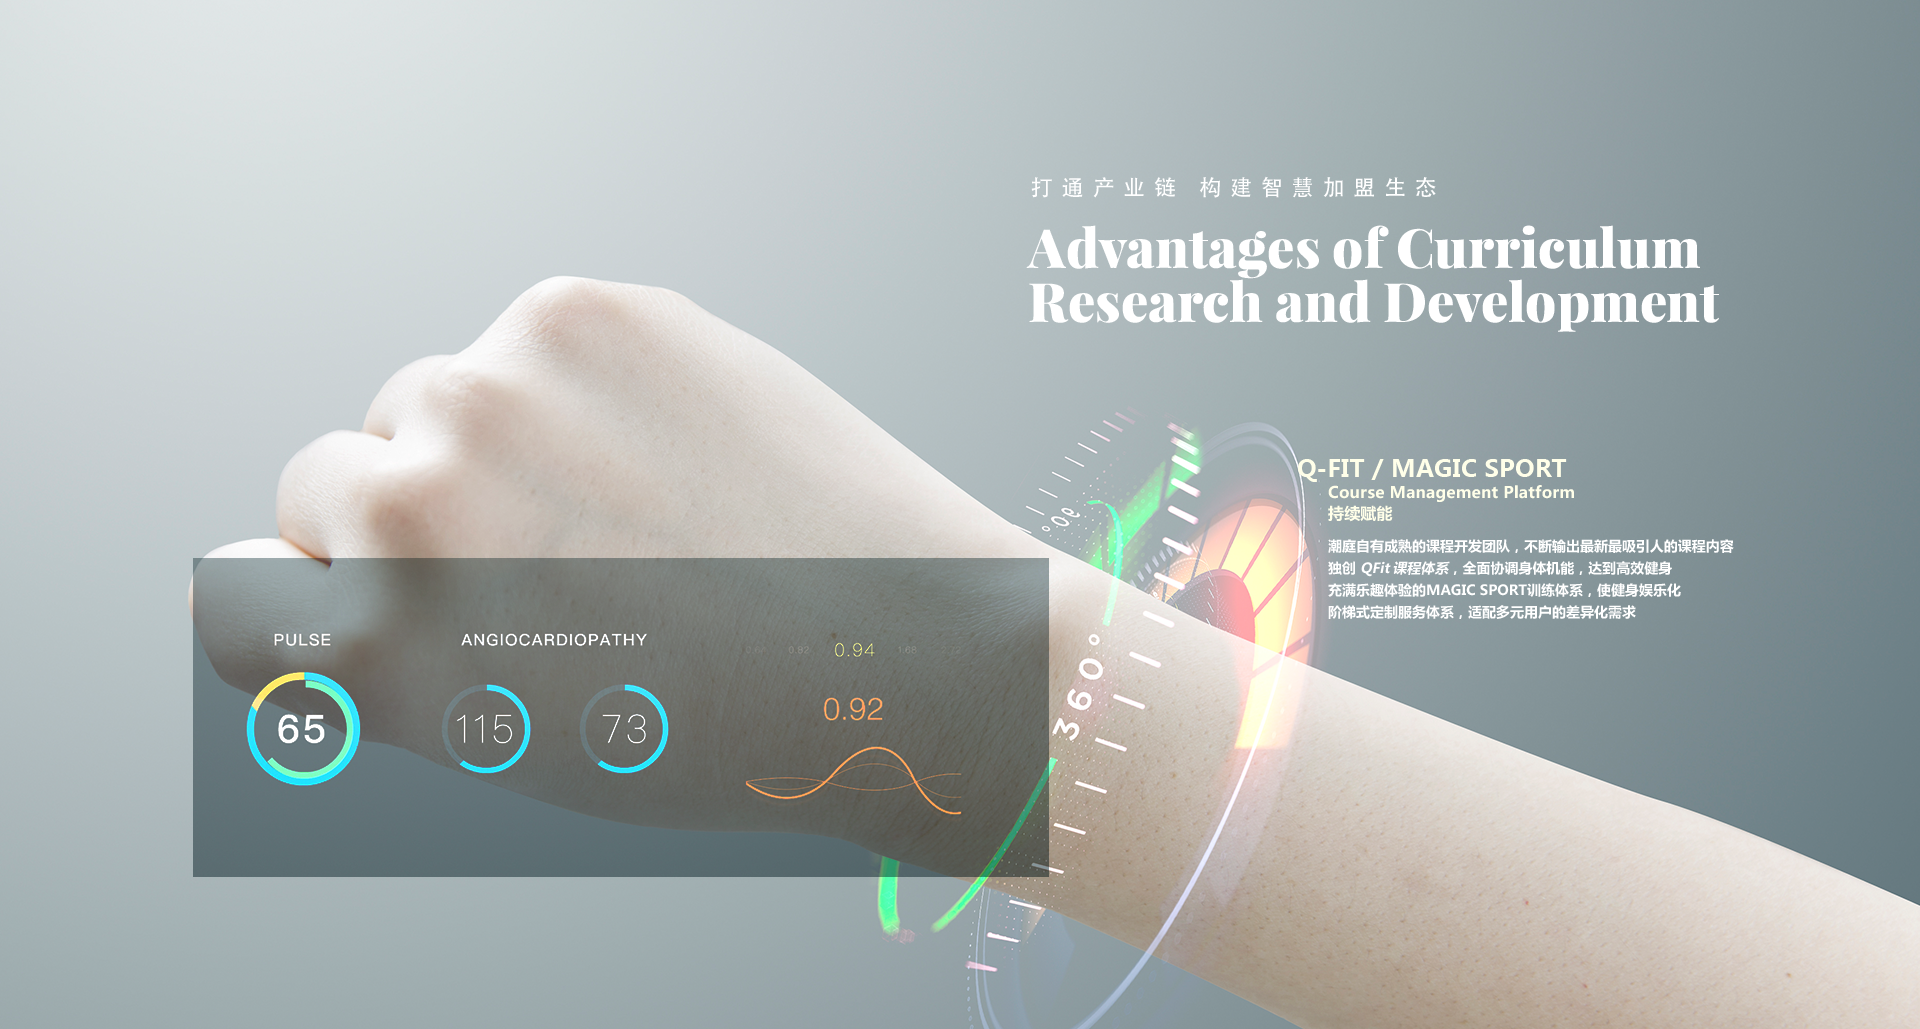 打通产业链 构建智慧加盟生态
Advantages of Curriculum
Research and Development
Q-FIT / MAGIC SPORT
Course Management Platform
持续赋能
潮庭自有成熟的课程开发团队，不断输出最新最吸引人的课程内容
独创 QFit 课程体系，全面协调身体机能，达到高效健身
充满乐趣体验的MAGIC SPORT训练体系，使健身娱乐化
阶梯式定制服务体系，适配多元用户的差异化需求
90°
360°
PULSE
ANGIOCARDIOPATHY
0.92 0.94 1.68
65
115
73
0.92